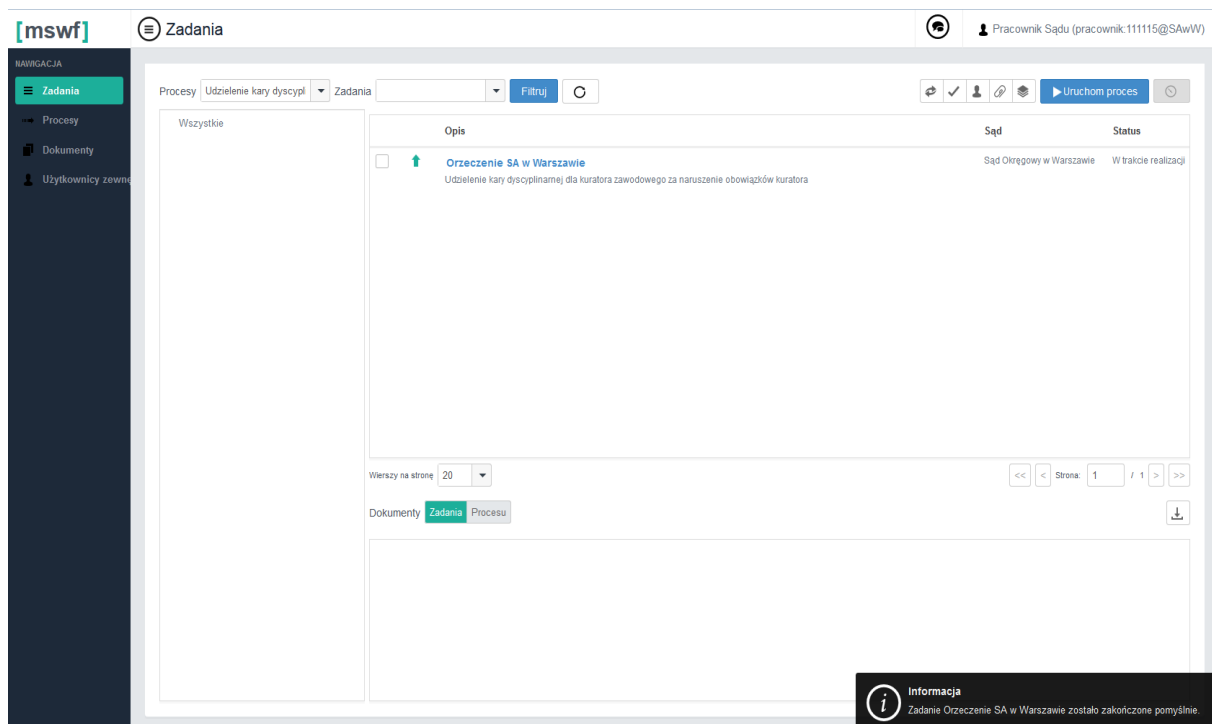 [mswf]
Zadania
Pracownik Sądu (pracownik:111115@SAwW)
NAWIGACJA
Zadania
Procesy
Dokumenty
Użytkownicy zewnę
Procesy Udzielenie kary dyscypl Zadania Filtruj Uruchom proces
Wszystkie
Opis Sąd Status
Orzeczenie SA w Warszawie Sąd Okręgowy w Warszawie W trakcie realizacji
Udzielenie kary dyscyplinarnej dla kuratora zawodowego za naruszenie obowiązków kuratora
Wierszy na stronę 20 << < Strona: 1 / 1 > >>
Dokumenty Zadania Procesu
Informacja
Zadanie Orzeczenie SA w Warszawie zostało zakończone pomyślnie.